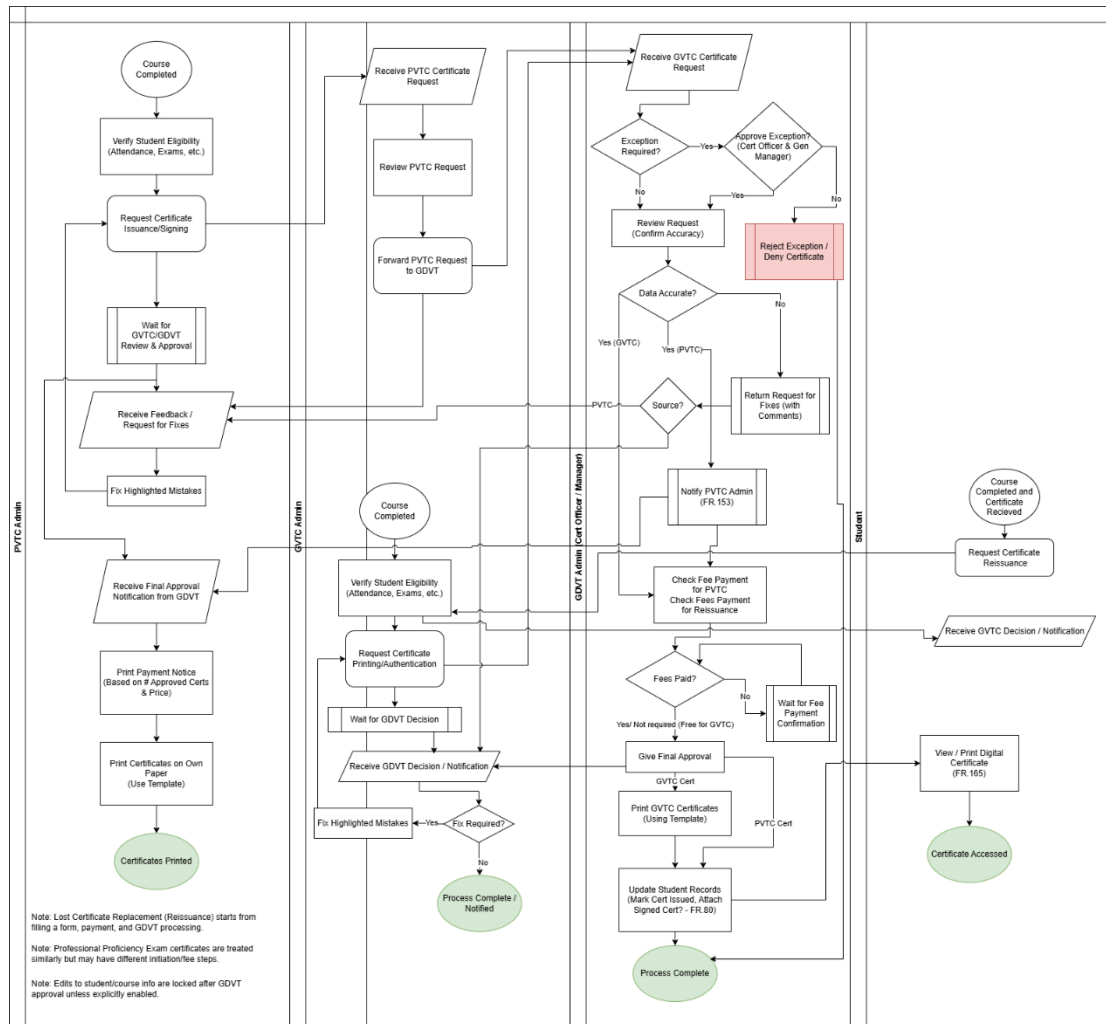 PVTC Admin
Course
Completed
Verify Student Eligibility
(Attendance, Exams, etc.)
Request Certificate
Issuance/Signing
Wait for
GVTC/GDVT
Review & Approval
Receive Feedback /
Request for Fixes
Fix Highlighted Mistakes
Receive Final Approval
Notification from GDVT
Print Payment Notice
(Based on # Approved Certs
& Price)
Print Certificates on Own
Paper
(Use Template)
Certificates Printed
Note: Lost Certificate Replacement (Reissuance) starts from
filling a form, payment, and GDVT processing.
Note: Professional Proficiency Exam certificates are treated
similarly but may have different initiation/fee steps.
Note: Edits to student/course info are locked after GDVT
approval unless explicitly enabled.
GVTC Admin
Receive PVTC Certificate
Request
Review PVTC Request
Forward PVTC Request
to GDVT
Course
Completed
Verify Student Eligibility
(Attendance, Exams, etc.)
Request Certificate
Printing/Authentication
Wait for GDVT Decision
Receive GDVT Decision / Notification
Fix Required?
Yes
Fix Highlighted Mistakes
No
Process Complete /
Notified
GDVT Admin (Cert Officer / Manager)
Receive GVTC Certificate
Request
Exception
Required?
Yes
Approve Exception?
(Cert Officer & Gen
Manager)
No
Yes
No
Review Request
(Confirm Accuracy)
Reject Exception /
Deny Certificate
Data Accurate?
No
Yes (GVTC)
Yes (PVTC)
PVTC
Source?
Return Request for
Fixes (with
Comments)
Notify PVTC Admin
(FR.153)
Check Fee Payment
for PVTC
Check Fees Payment
for Reissuance
Fees Paid?
No
Wait for Fee
Payment
Confirmation
Yes/ Not required (Free for GVTC)
Give Final Approval
GVTC Cert
Print GVTC Certificates
(Using Template)
PVTC Cert
Update Student Records
(Mark Cert Issued, Attach
Signed Cert? - FR.80)
Process Complete
Student
Course
Completed and
Certificate
Recieved
Request Certificate
Reissuance
Receive GVTC Decision / Notification
View / Print Digital
Certificate
(FR.165)
Certificate Accessed